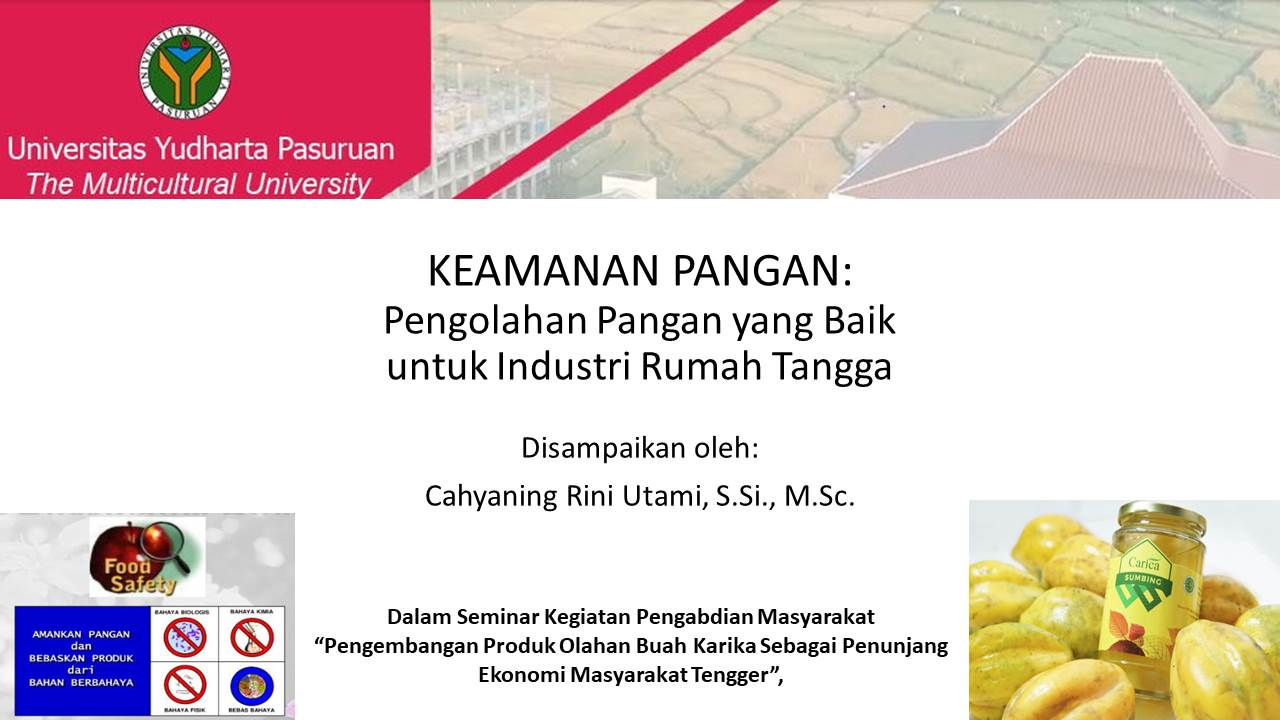 UNIVERSITAS YUDHARTA
PASURUAN
Universitas Yudharta Pasuruan
The Multicultural University
KEAMANAN PANGAN:
Pengolahan Pangan yang Baik
untuk Industri Rumah Tangga
Disampaikan oleh:
Cahyaning Rini Utami, S.Si., M.Sc.
Food
Safety
AMANKAN PANGAN
dan
BEBASKAN PRODUK
dari
BAHAN BERBAHAYA
BAHAYA BIOLOGIS
BAHAYA KIMIA
BAHAYA FISIK
BEBAS BAHAYA
Dalam Seminar Kegiatan Pengabdian Masyarakat
“Pengembangan Produk Olahan Buah Karika Sebagai Penunjang
Ekonomi Masyarakat Tengger”,
Carica
SUMBING